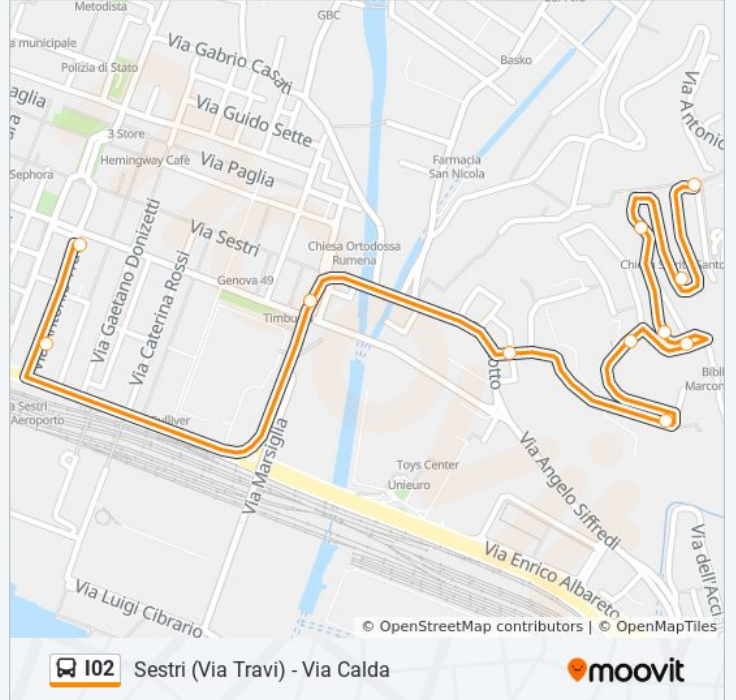 Metodista
GBC
a municipale
Via Gabrio Casati
Polizia di Stato
Basko
Via Antonio
aglia
Via Guido Sette
3 Store
Hemingway Cafè
Via Paglia
Farmacia
San Nicola
Sephora
Via Gaetano Donizetti
Via Sestri
Chiesa Ortodossa
Rumena
Via Caterina Rossi
Genova 49
Via Marsiglia
otto
Bibli
Marcon
a Sestri
Aeroporto
Toys Center
Unieuro
Via Angelo Siffredi
Via Enrico Albareto
Via dell'Acci
Via Luigi Cibrario
© OpenStreetMap contributors | © OpenMapTiles
I02 Sestri (Via Travi) - Via Calda
moovit